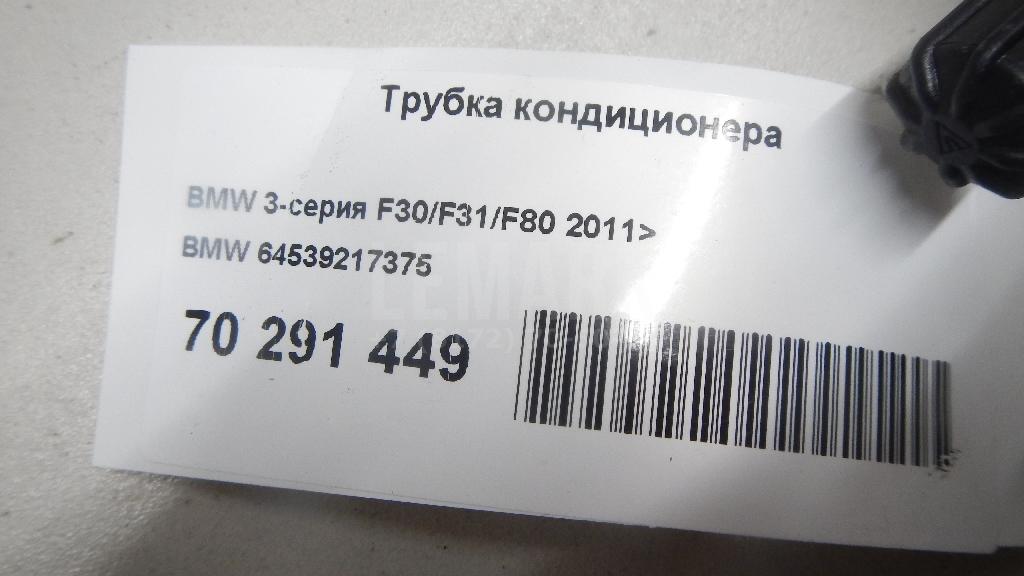 Трубка кондиционера
BMW 3-серия F30/F31/F80 2011>
BMW 64539217375
70 291 449